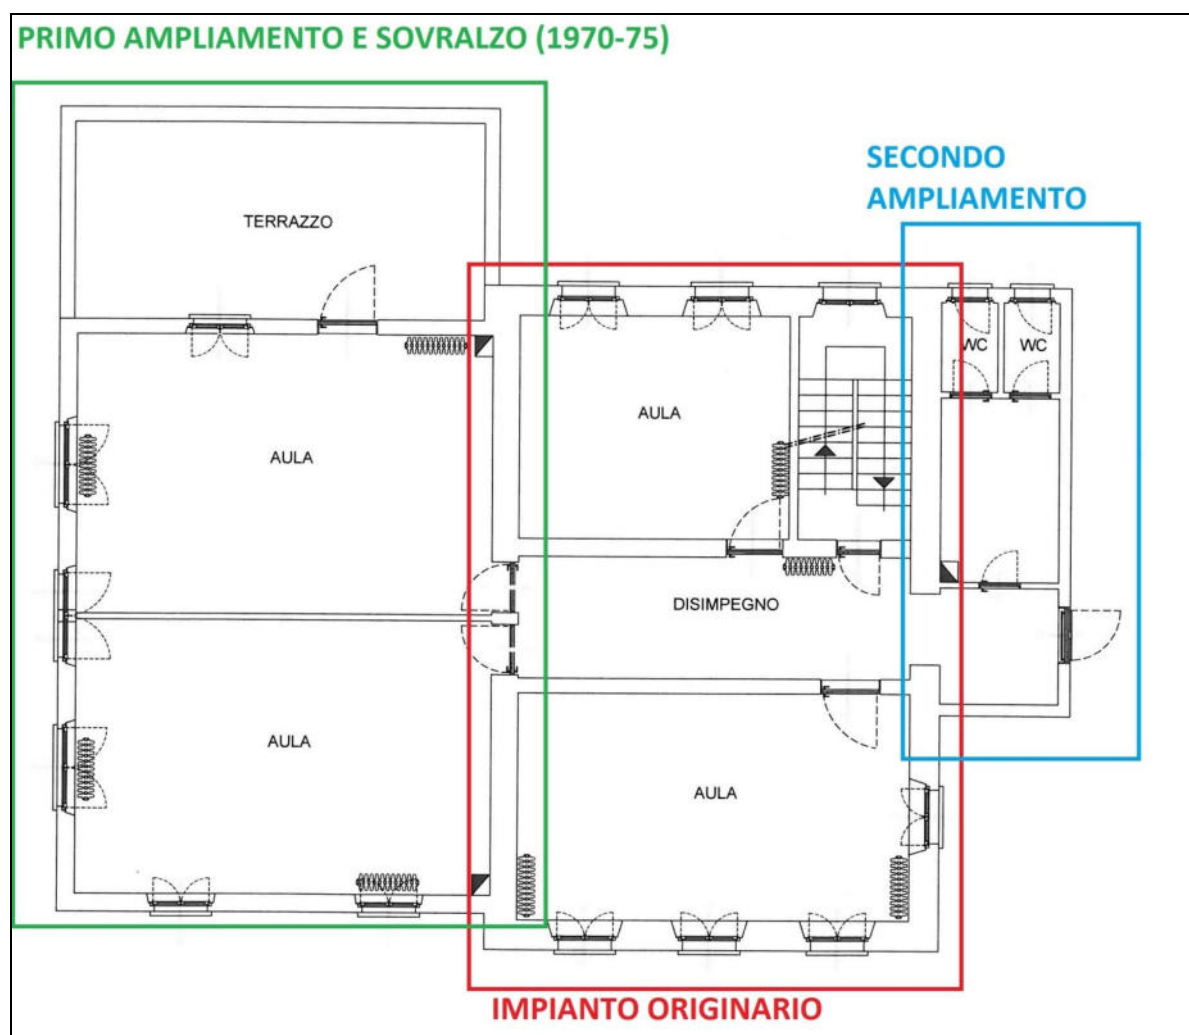 PRIMO AMPLIAMENTO E SOVRALZO (1970-75)
SECONDO
AMPLIAMENTO
TERRAZZO
WC
WC
AULA
AULA
DISIMPEGNO
AULA
AULA
IMPIANTO ORIGINARIO